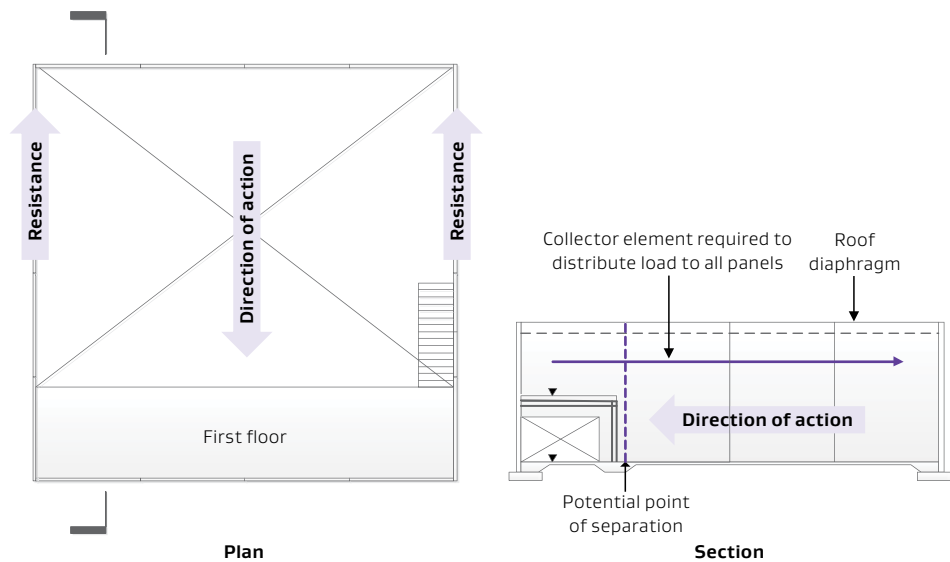 Resistance
Direction of action
Resistance
First floor
Plan
Collector element required to
distribute load to all panels
Roof
diaphragm
Direction of action
Potential point
of separation
Section